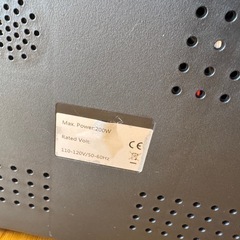 Max. Power:200W
Rated Volt:
110-120V/50-60Hz
CE